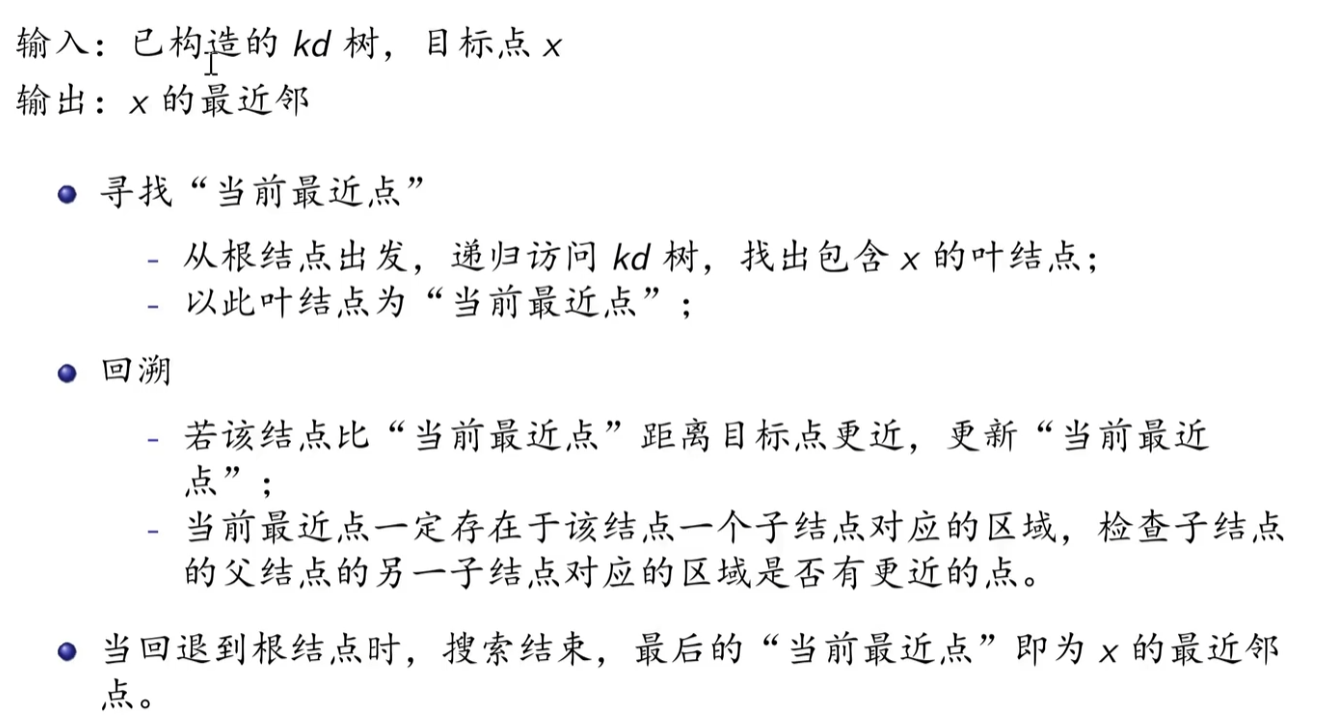 输入：已构造的 kd 树，目标点 x
输出：x 的最近邻
寻找“当前最近点”
- 从根结点出发，递归访问 kd 树，找出包含 x 的叶结点；
- 以此叶结点为“当前最近点”；
回溯
- 若该结点比“当前最近点”距离目标点更近，更新“当前最近
点”；
- 当前最近点一定存在于该结点一个子结点对应的区域，检查子结点
的父结点的另一子结点对应的区域是否有更近的点。
当回退到根结点时，搜索结束，最后的“当前最近点”即为 x 的最近邻
点。